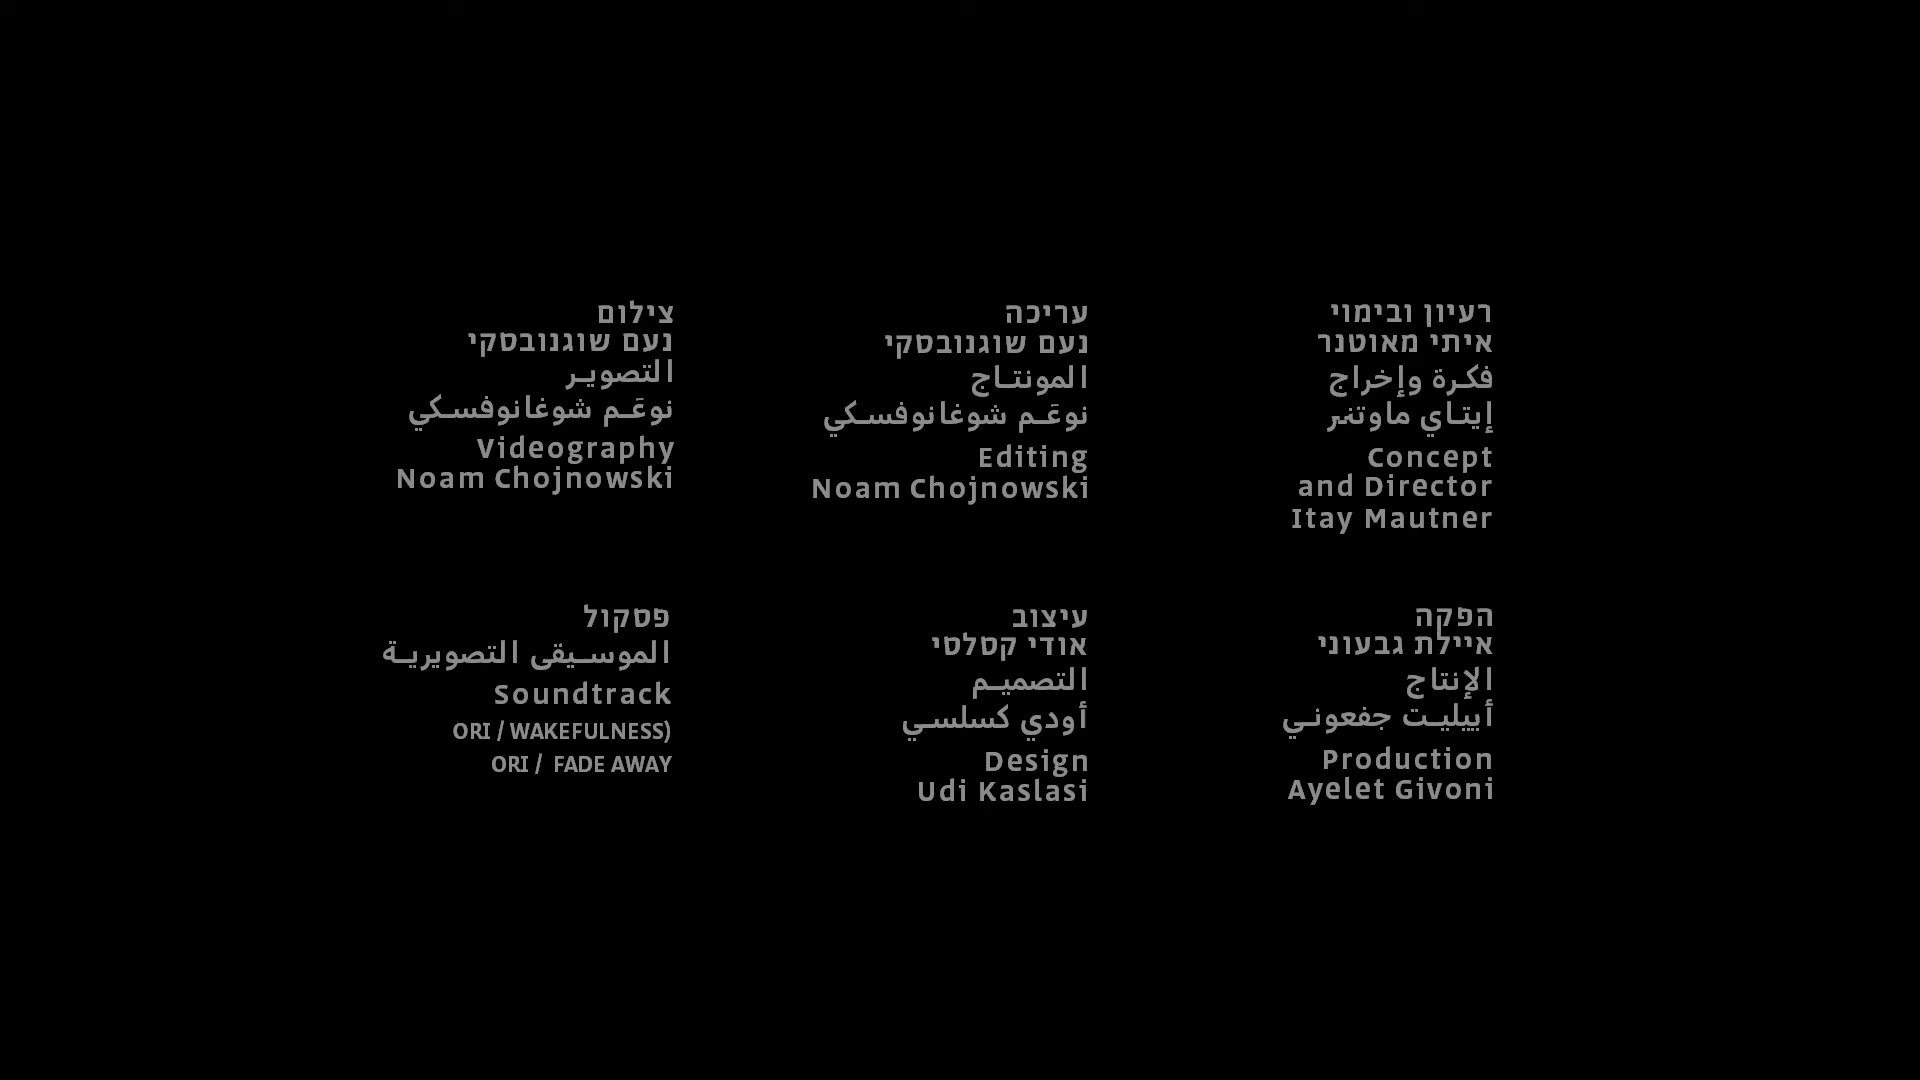 רעיון ובימוי
איתי מאוטנר
فكرة وإخراج
إيتاي ماوتنر
Concept
and Director
Itay Mautner
עריכה
נעם שוגנובסקי
المونتاج
نوعَم شوغانوفسكي
Editing
Noam Chojnowski
צילום
נעם שוגנובסקי
التصوير
نوعَم شوغانوفسكي
Videography
Noam Chojnowski
הפקה
איילת גבעוני
الإنتاج
أييليت جفعوني
Production
Ayelet Givoni
עיצוב
אודי קסלסי
التصميم
أودي كسلسي
Design
Udi Kaslasi
פסקול
الموسيقى التصويرية
Soundtrack
ORI / WAKEFULNESS)
ORI / FADE AWAY